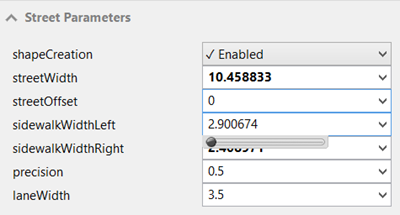 Street Parameters
shapeCreation ✓ Enabled
streetWidth 10.458833
streetOffset 0
sidewalkWidthLeft 2.900674
sidewalkWidthRight
precision 0.5
laneWidth 3.5